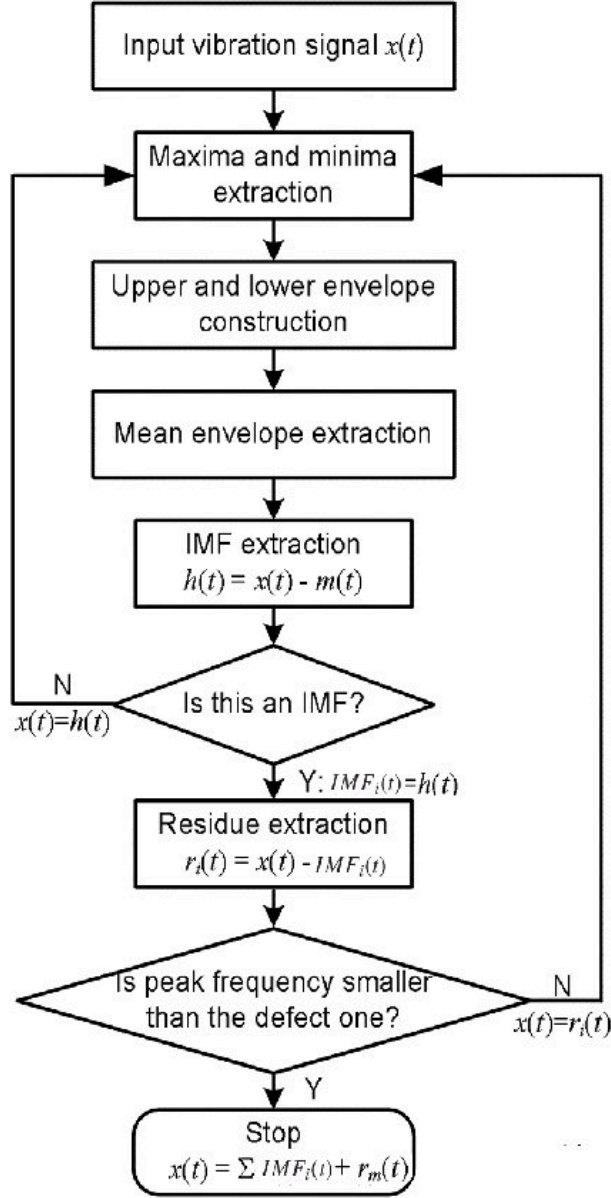 Input vibration signal x(t)
Maxima and minima
extraction
Upper and lower envelope
construction
Mean envelope extraction
IMF extraction
h(t) = x(t) - m(t)
N
x(t)=h(t)
Is this an IMF?
Y: IMFᵢ(t)=h(t)
Residue extraction
rᵢ(t) = x(t) -IMFᵢ(t)
Is peak frequency smaller
than the defect one?
N
x(t)=rᵢ(t)
Y
Stop
x(t) = ∑ IMFᵢ(t)+ rₘ(t)